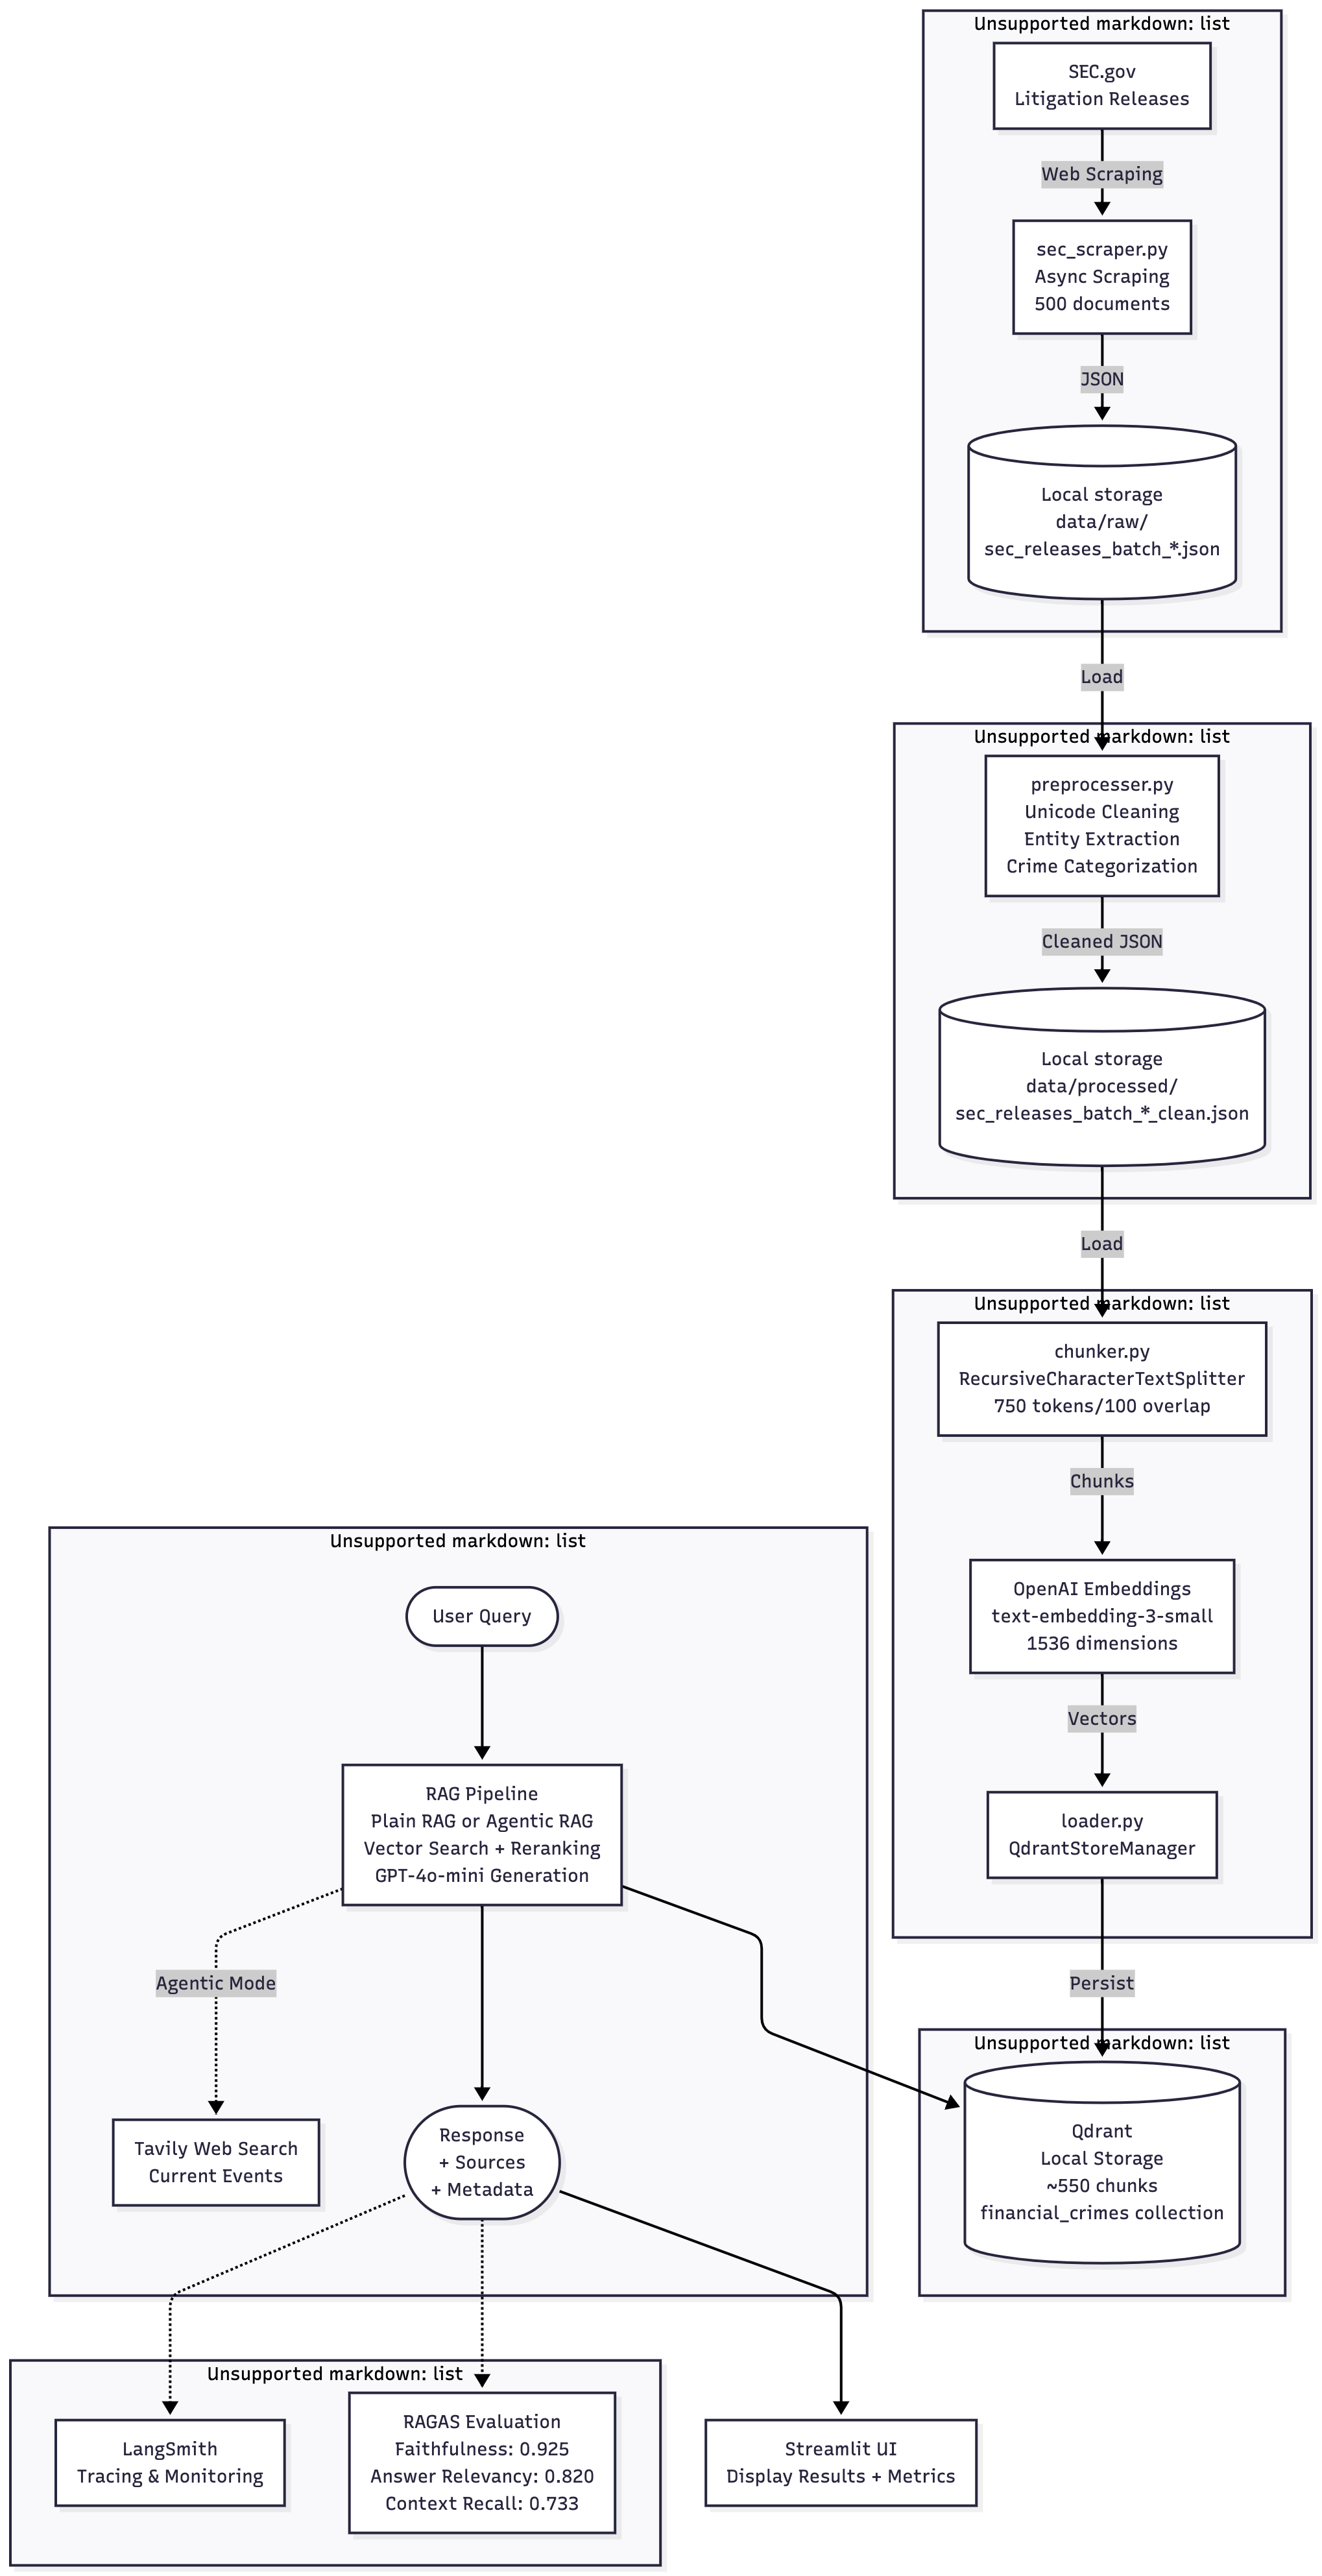 Unsupported markdown: list
SEC.gov
Litigation Releases
Web Scraping
sec_scraper.py
Async Scraping
500 documents
JSON
Local storage
data/raw/
sec_releases_batch_*.json
Load
Unsupported markdown: list
preprocesser.py
Unicode Cleaning
Entity Extraction
Crime Categorization
Cleaned JSON
Local storage
data/processed/
sec_releases_batch_*_clean.json
Load
Unsupported markdown: list
chunker.py
RecursiveCharacterTextSplitter
750 tokens/100 overlap
Chunks
OpenAI Embeddings
text-embedding-3-small
1536 dimensions
Vectors
loader.py
QdrantStoreManager
Persist
Unsupported markdown: list
Qdrant
Local Storage
~550 chunks
financial_crimes collection
Unsupported markdown: list
User Query
RAG Pipeline
Plain RAG or Agentic RAG
Vector Search + Reranking
GPT-4o-mini Generation
Agentic Mode
Tavily Web Search
Current Events
Response
+ Sources
+ Metadata
Unsupported markdown: list
LangSmith
Tracing & Monitoring
RAGAS Evaluation
Faithfulness: 0.925
Answer Relevancy: 0.820
Context Recall: 0.733
Streamlit UI
Display Results + Metrics